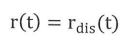 r(t) = r_dis(t)